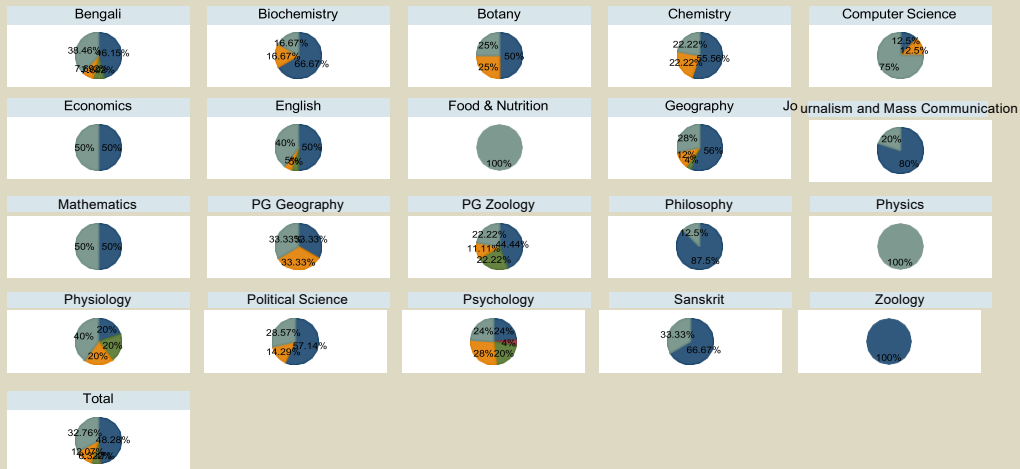 Bengali Biochemistry Botany Chemistry Computer Science
38.46% 46.15% 16.67% 16.67% 66.67% 25% 50% 25% 22.22% 55.56% 22.22% 12.5% 12.5% 75%
Economics English Food & Nutrition Geography Journalism and Mass Communication
50% 50% 40% 50% 5% 5% 100% 28% 56% 12% 4% 20% 80%
Mathematics PG Geography PG Zoology Philosophy Physics
50% 50% 33.33% 33.33% 33.33% 22.22% 44.44% 11.11% 22.22% 12.5% 87.5% 100%
Physiology Political Science Psychology Sanskrit Zoology
40% 20% 20% 20% 28.57% 57.14% 14.29% 24% 24% 4% 28% 20% 33.33% 66.67% 100%
Total
32.76% 48.28% 12.07%